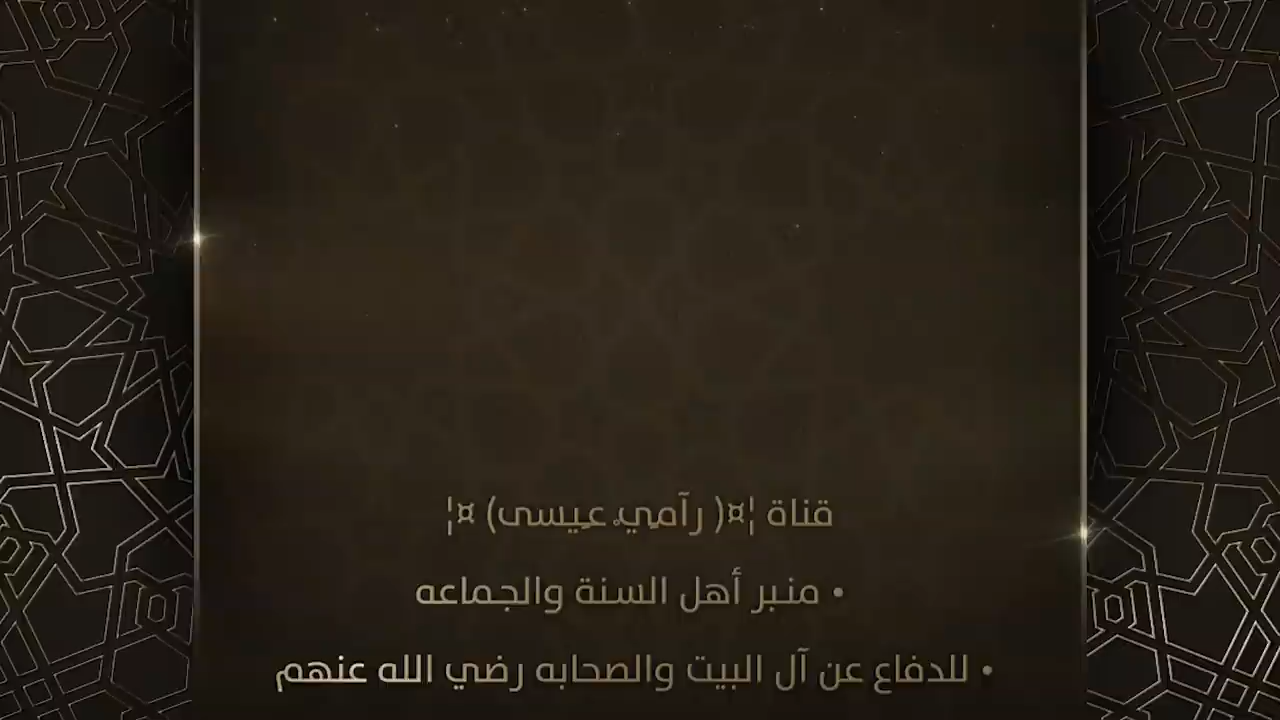 قناة ¦¤( رآمي عيسى) ¤¦
• منبر أهل السنة والجماعه
• للدفاع عن آل البيت والصحابه رضي الله عنهم